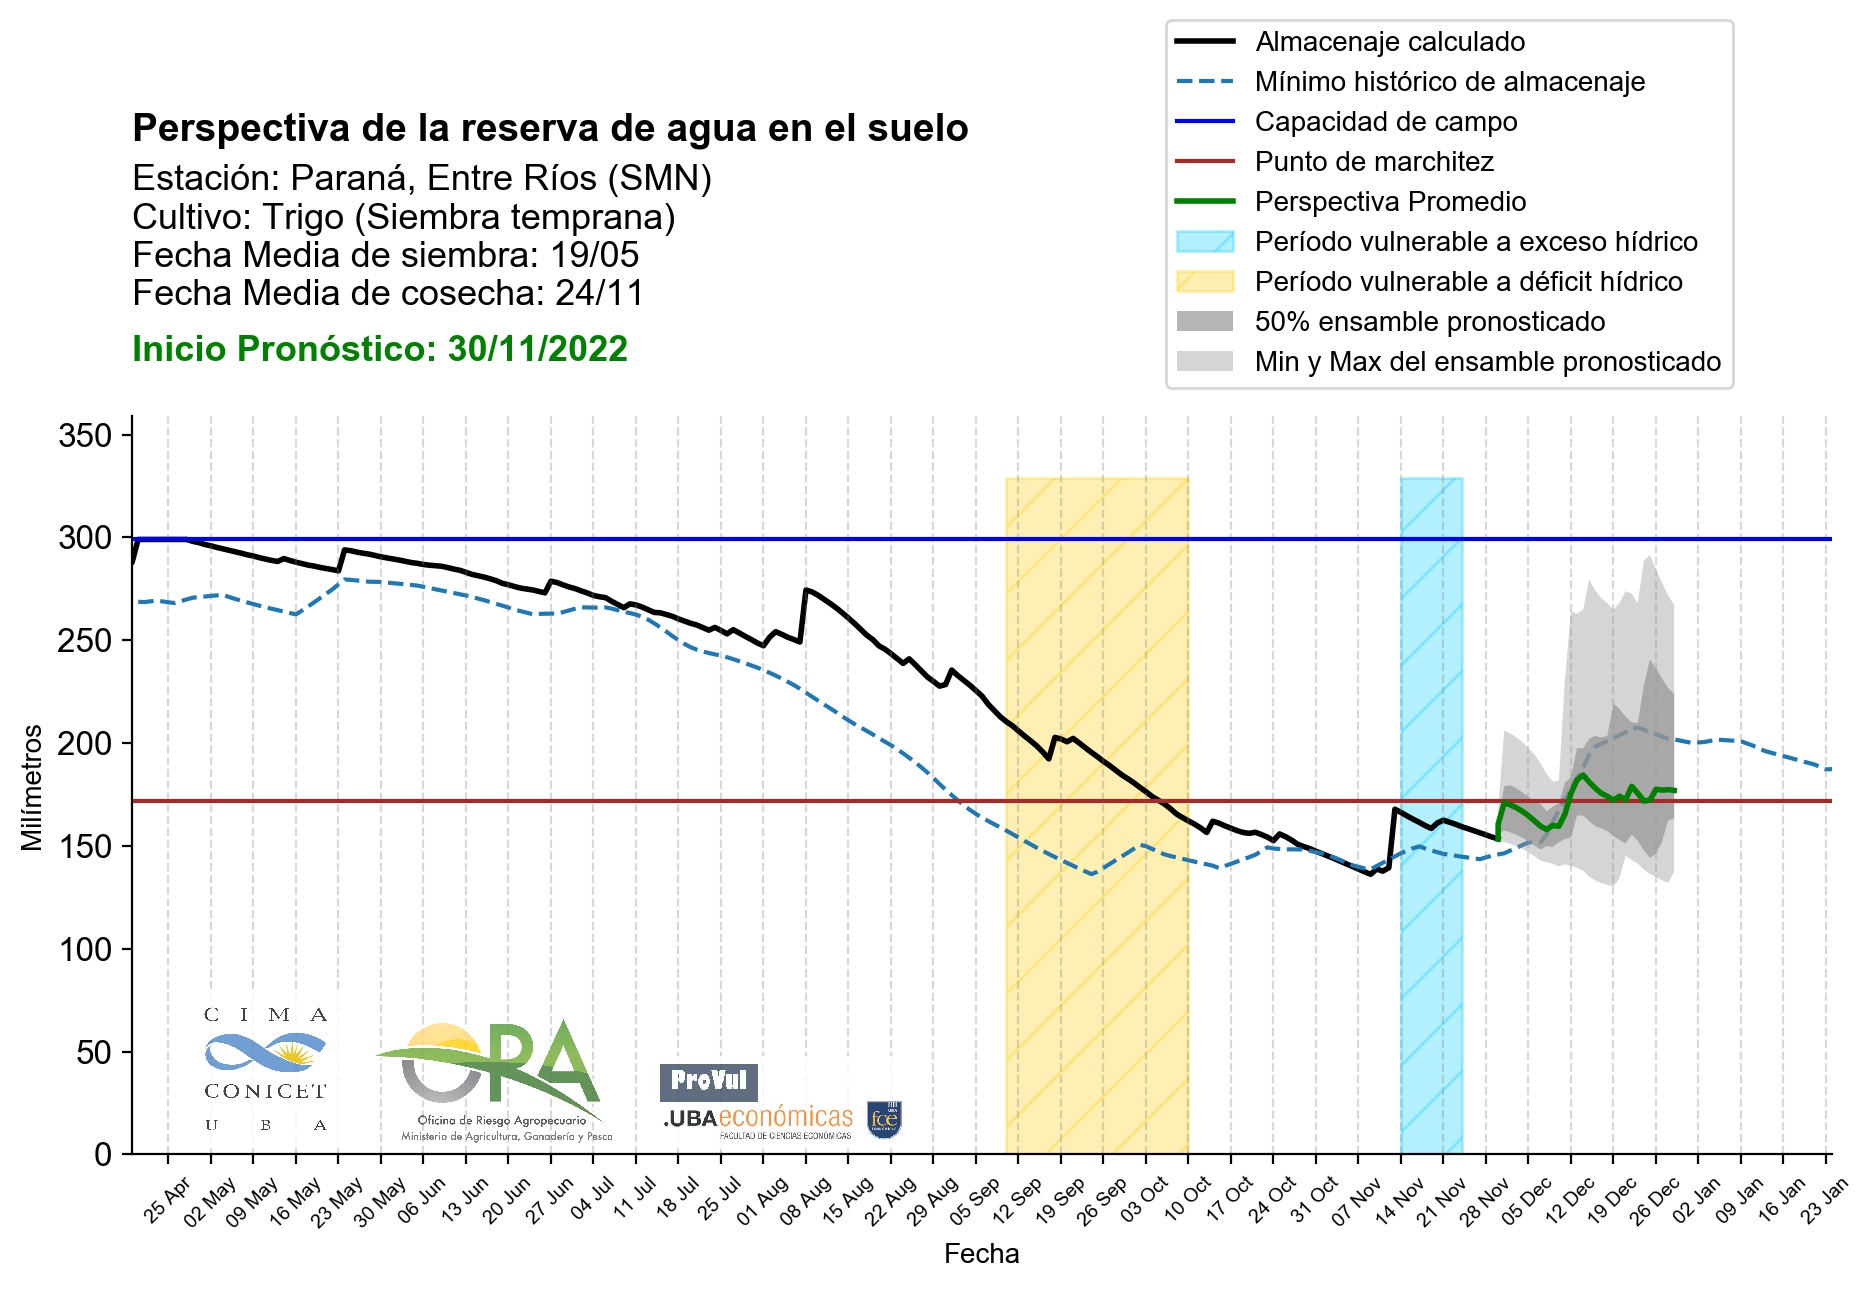 Almacenaje calculado
Mínimo histórico de almacenaje
Capacidad de campo
Punto de marchitez
Perspectiva Promedio
Período vulnerable a exceso hídrico
Período vulnerable a déficit hídrico
50% ensamble pronosticado
Min y Max del ensamble pronosticado
Perspectiva de la reserva de agua en el suelo
Estación: Paraná, Entre Ríos (SMN)
Cultivo: Trigo (Siembra temprana)
Fecha Media de siembra: 19/05
Fecha Media de cosecha: 24/11
Inicio Pronóstico: 30/11/2022
Milímetros
350
300
250
200
150
100
50
0
C I M A
CONICET
U B A
ORA
Oficina de Riesgo Agropecuario
Ministerio de Agricultura, Ganadería y Pesca
ProVul
.UBAeconómicas
FACULTAD DE CIENCIAS ECONÓMICAS
UBA
fce
ECONÓMICAS
25 Apr
02 May
09 May
16 May
23 May
30 May
06 Jun
13 Jun
20 Jun
27 Jun
04 Jul
11 Jul
18 Jul
25 Jul
01 Aug
08 Aug
15 Aug
22 Aug
29 Aug
05 Sep
12 Sep
19 Sep
26 Sep
03 Oct
10 Oct
17 Oct
24 Oct
31 Oct
07 Nov
14 Nov
21 Nov
28 Nov
05 Dec
12 Dec
19 Dec
26 Dec
02 Jan
09 Jan
16 Jan
23 Jan
Fecha